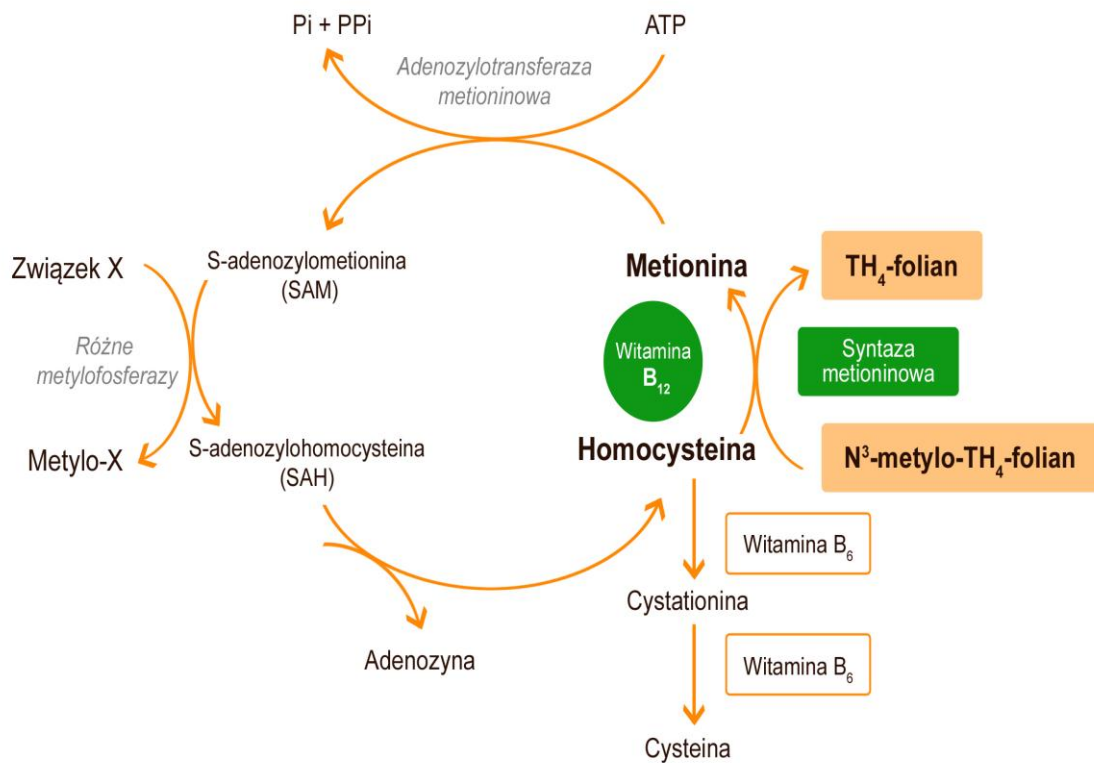 Pi + PPi
ATP
Adenozylotransferaza
metioninowa
Związek X
S-adenozylometionina
(SAM)
Metionina
TH₄-folian
Różne
metylofosferazy
Witamina
B₁₂
Syntaza
metioninowa
Metylo-X
S-adenozylohomocysteina
(SAH)
Homocysteina
N³-metylo-TH₄-folian
Witamina B₆
Cystationina
Adenozyna
Witamina B₆
Cysteina